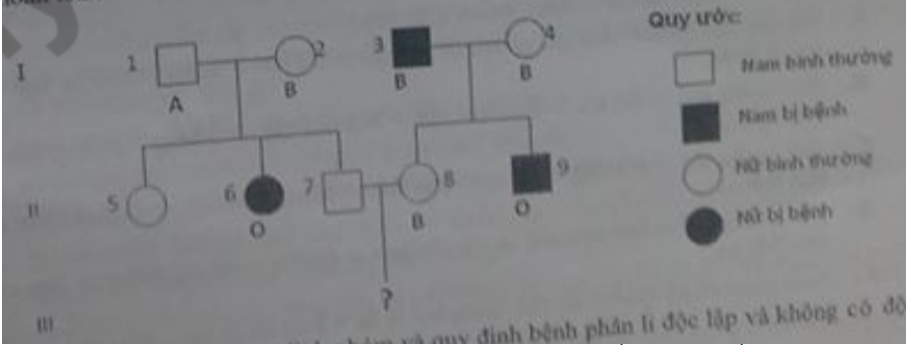 Quy ước:
I
1
2
3
4
A
B
B
B
Nam bình thường
Nam bị bệnh
Nữ bình thường
Nữ bị bệnh
II
5
6
7
8
9
O
B
O
?
III
và quy định bệnh phân li độc lập và không có